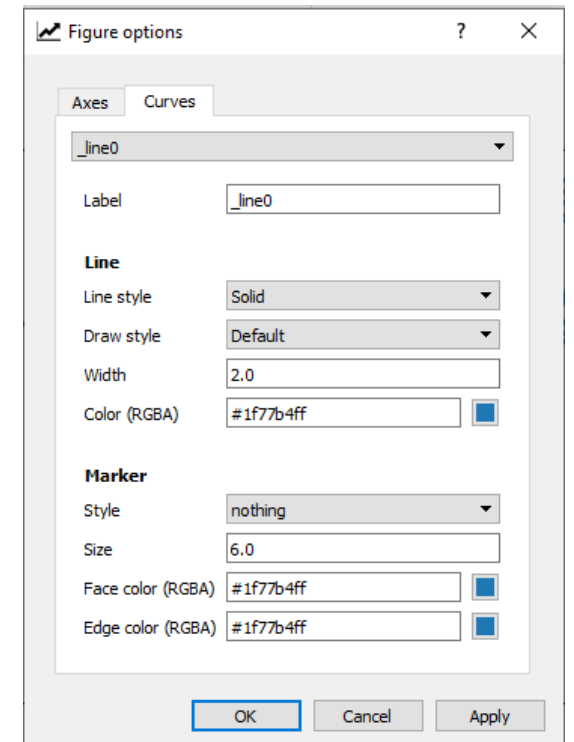 Figure options ?
Axes Curves
_line0
Label _line0
Line
Line style Solid
Draw style Default
Width 2.0
Color (RGBA) #1f77b4ff
Marker
Style nothing
Size 6.0
Face color (RGBA) #1f77b4ff
Edge color (RGBA) #1f77b4ff
OK Cancel Apply